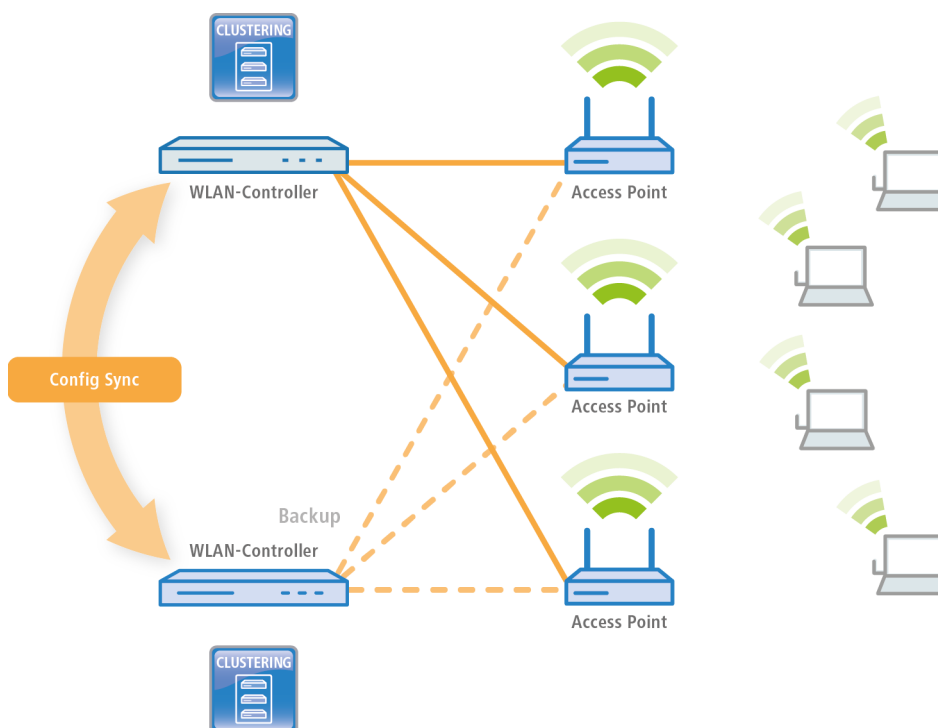 CLUSTERING
WLAN-Controller
Access Point
Access Point
Config Sync
Backup
WLAN-Controller
Access Point
CLUSTERING